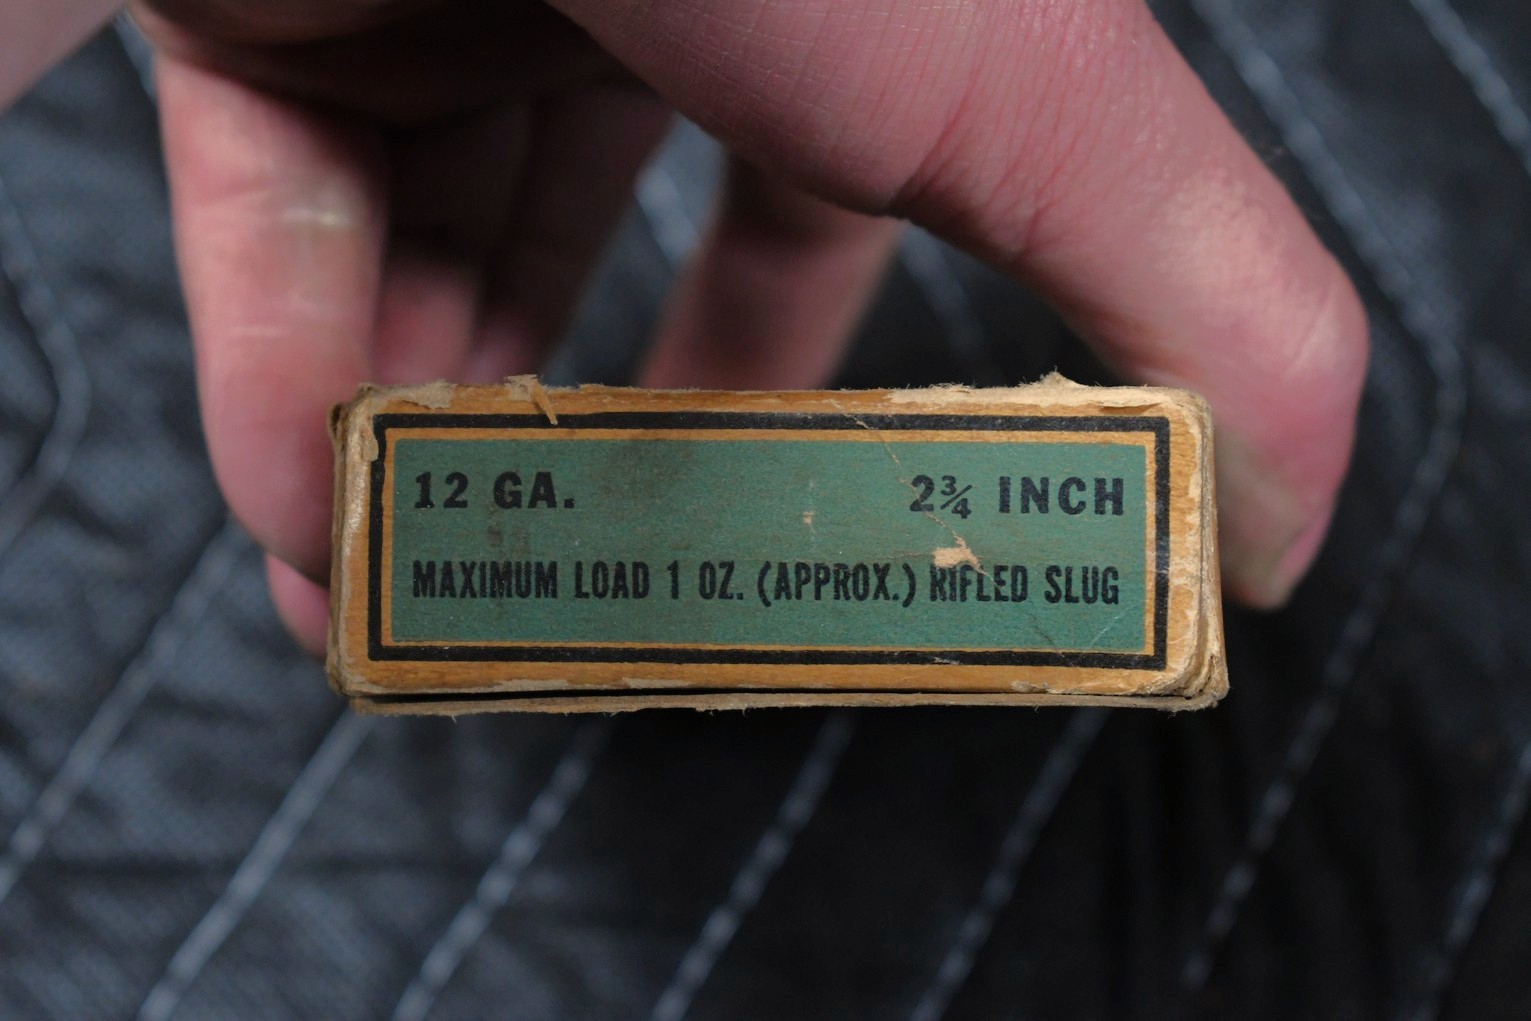 12 GA. 2¾ INCH
MAXIMUM LOAD 1 OZ. (APPROX.) RIFLED SLUG